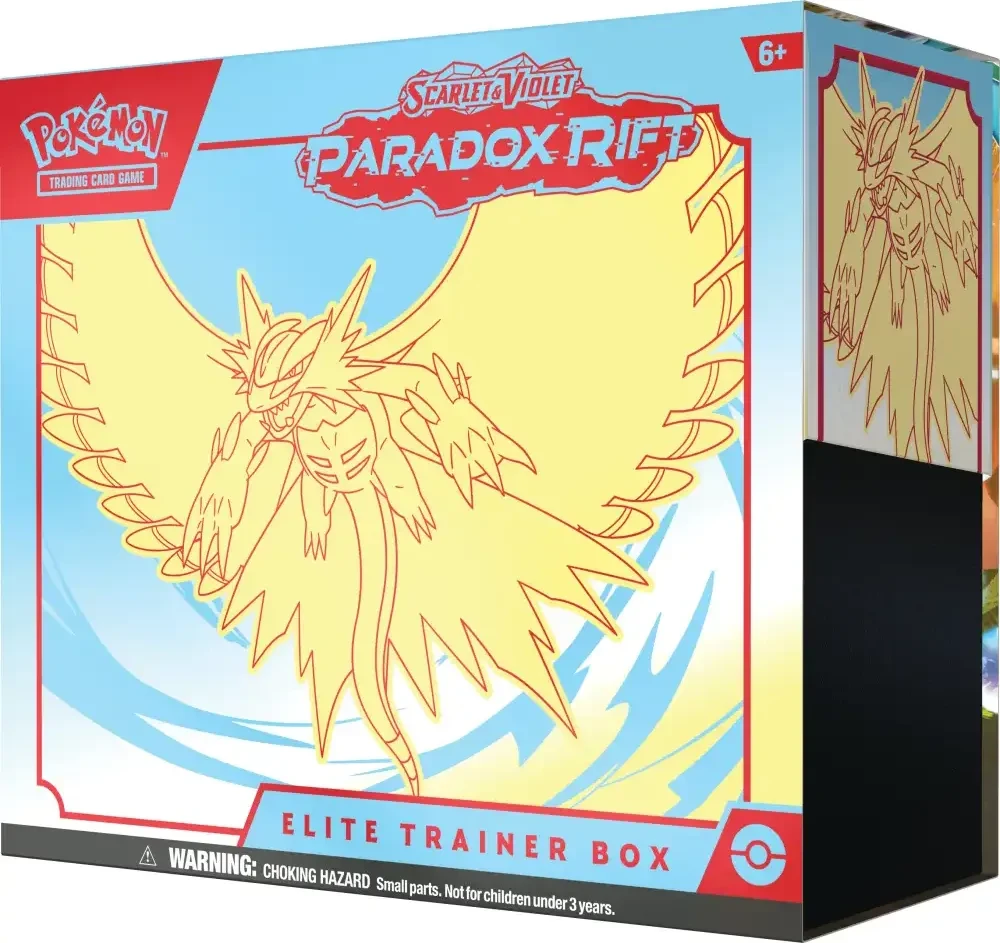 Pokémon™
TRADING CARD GAME
SCARLET & VIOLET
PARADOX RIFT
6+
ELITE TRAINER BOX
WARNING: CHOKING HAZARD Small parts. Not for children under 3 years.